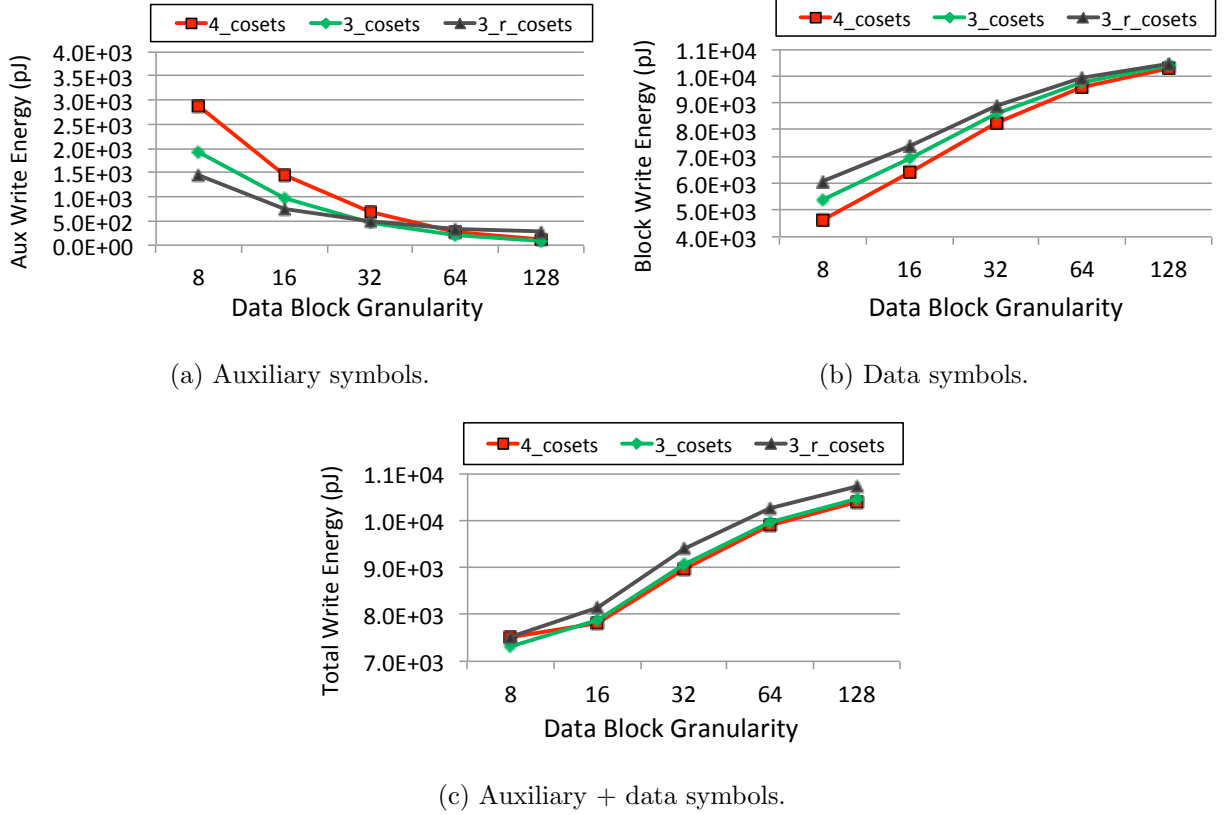 4_cosets 3_cosets 3_r_cosets
Aux Write Energy (pJ)
4.0E+03
3.5E+03
3.0E+03
2.5E+03
2.0E+03
1.5E+03
1.0E+03
5.0E+02
0.0E+00
8 16 32 64 128
Data Block Granularity
(a) Auxiliary symbols.
4_cosets 3_cosets 3_r_cosets
Block Write Energy (pJ)
1.1E+04
1.0E+04
9.0E+03
8.0E+03
7.0E+03
6.0E+03
5.0E+03
4.0E+03
8 16 32 64 128
Data Block Granularity
(b) Data symbols.
4_cosets 3_cosets 3_r_cosets
Total Write Energy (pJ)
1.1E+04
1.0E+04
9.0E+03
8.0E+03
7.0E+03
8 16 32 64 128
Data Block Granularity
(c) Auxiliary + data symbols.